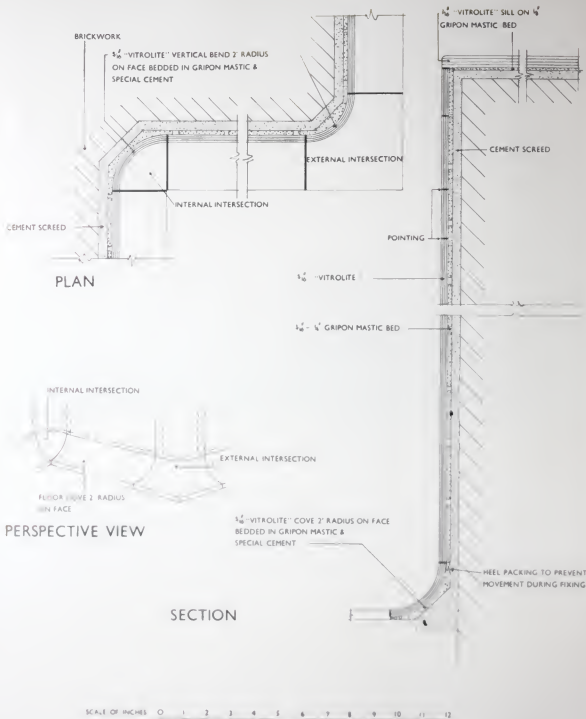 BRICKWORK
5/16" "VITROLITE" VERTICAL BEND 2" RADIUS
ON FACE BEDDED IN GRIPON MASTIC &
SPECIAL CEMENT
EXTERNAL INTERSECTION
INTERNAL INTERSECTION
CEMENT SCREED
PLAN
5/16" "VITROLITE" SILL ON 1/8"
GRIPON MASTIC BED
CEMENT SCREED
POINTING
5/16" "VITROLITE"
GRIPON MASTIC BED
INTERNAL INTERSECTION
EXTERNAL INTERSECTION
FLOOR COVE 2" RADIUS
ON FACE
PERSPECTIVE VIEW
5/16" "VITROLITE" COVE 2" RADIUS ON FACE
BEDDED IN GRIPON MASTIC &
SPECIAL CEMENT
HEEL PACKING TO PREVENT
MOVEMENT DURING FIXING
SECTION
SCALE OF INCHES 0 1 2 3 4 5 6 7 8 9 10 11 12